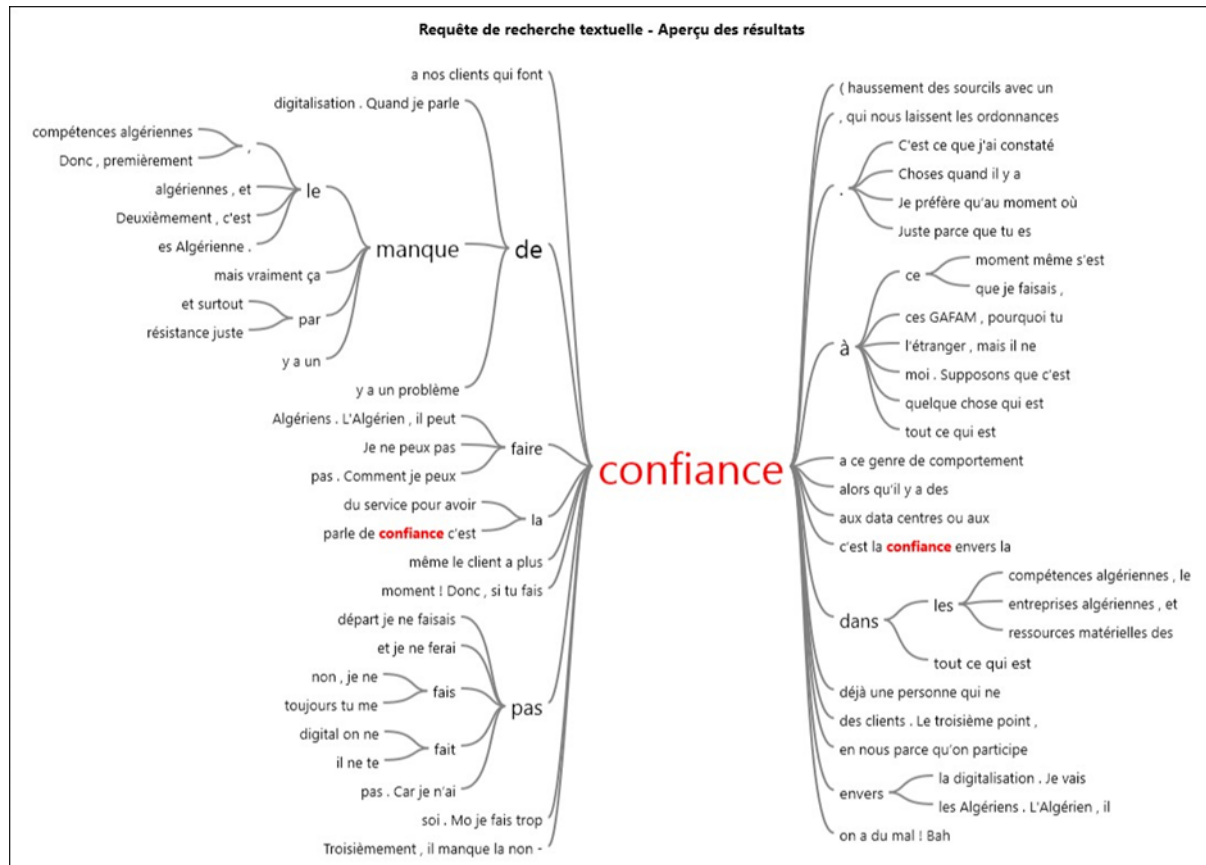 Requête de recherche textuelle - Aperçu des résultats
a nos clients qui font
digitalisation . Quand je parle
compétences algériennes
Donc , premièrement
,
algériennes , et
Deuxièmement , c'est
es Algérienne .
le
mais vraiment ça
et surtout
résistance juste
par
y a un
manque
y a un problème
de
Algériens . L'Algérien , il peut
Je ne peux pas
pas . Comment je peux
faire
du service pour avoir
parle de confiance c'est
la
même le client a plus
moment ! Donc , si tu fais
départ je ne faisais
et je ne ferai
non , je ne
toujours tu me
fais
digital on ne
il ne te
fait
pas . Car je n'ai
pas
soi . Mo je fais trop
Troisièmement , il manque la non -
confiance
( haussement des sourcils avec un
, qui nous laissent les ordonnances
.
C'est ce que j'ai constaté
Choses quand il y a
Je préfère qu'au moment où
Juste parce que tu es
à
ce
moment même s'est
que je faisais ,
ces GAFAM , pourquoi tu
l'étranger , mais il ne
moi . Supposons que c'est
quelque chose qui est
tout ce qui est
a ce genre de comportement
alors qu'il y a des
aux data centres ou aux
c'est la confiance envers la
dans
les
compétences algériennes , le
entreprises algériennes , et
ressources matérielles des
tout ce qui est
déjà une personne qui ne
des clients . Le troisième point ,
en nous parce qu'on participe
envers
la digitalisation . Je vais
les Algériens . L'Algérien , il
on a du mal ! Bah